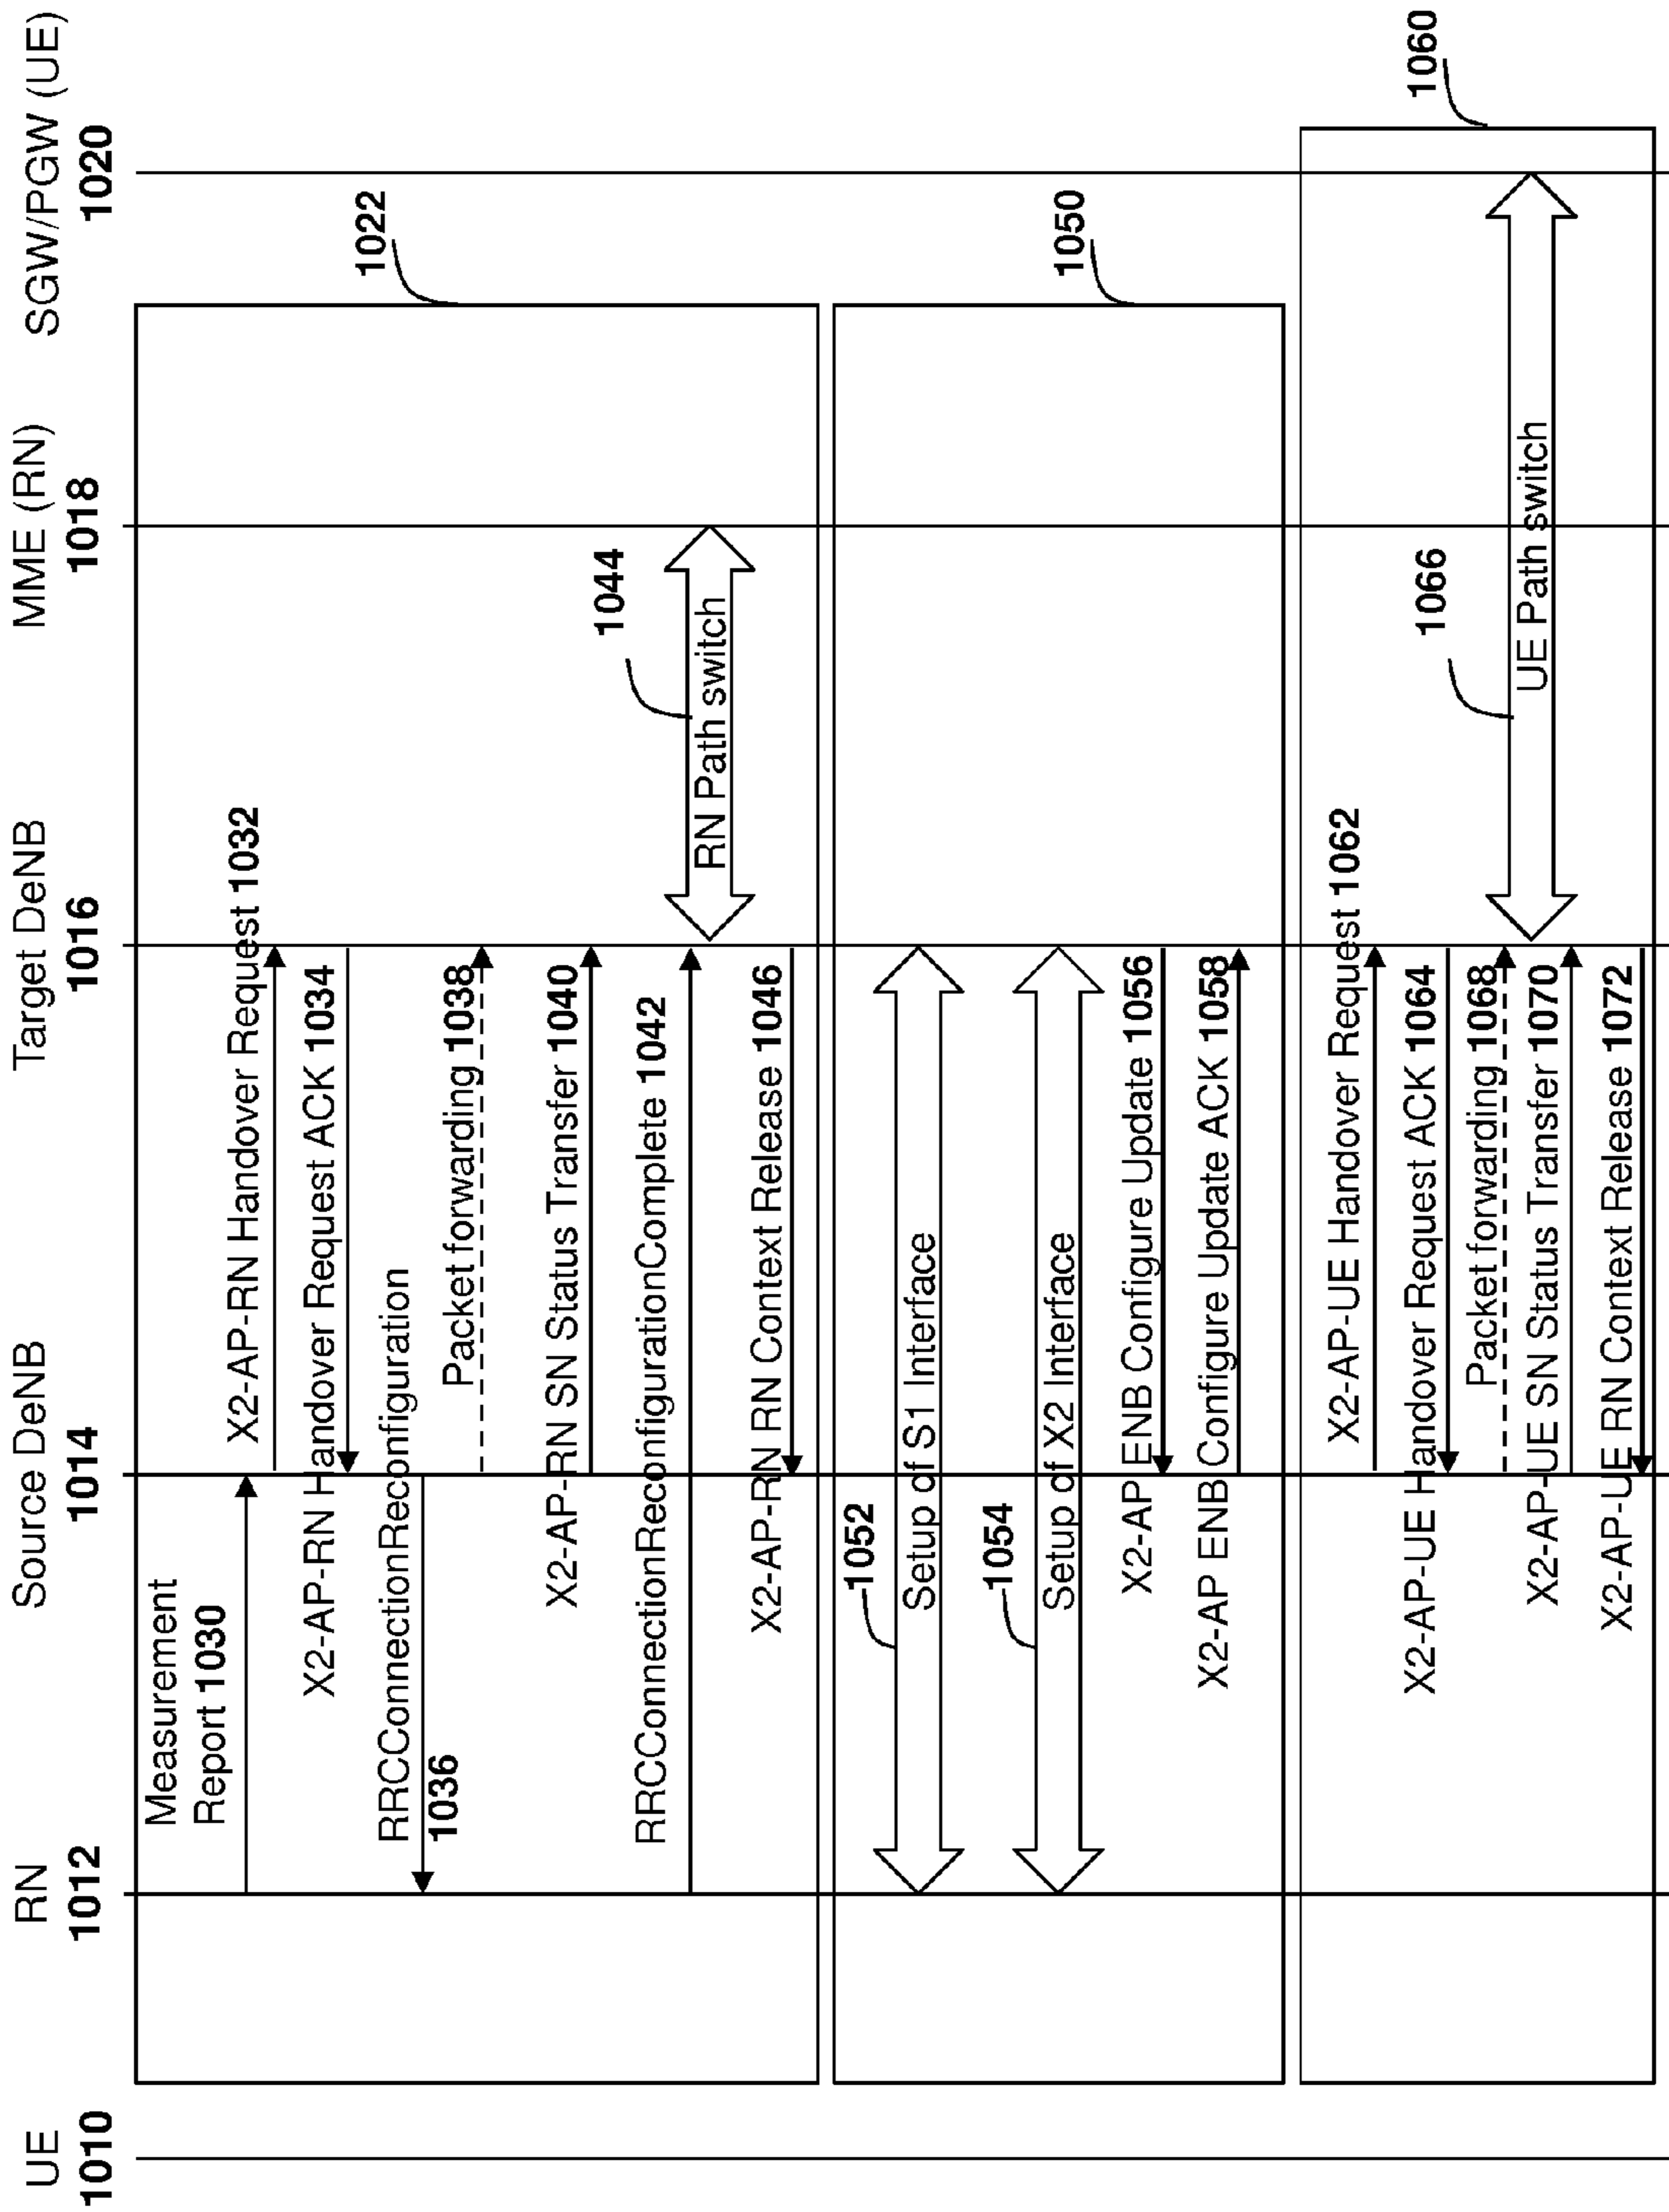 UE
1010
RN
1012
Source DeNB
1014
Target DeNB
1016
MME (RN)
1018
SGW/PGW (UE)
1020
1022
Measurement
Report 1030
X2-AP-RN Handover Request 1032
X2-AP-RN Handover Request ACK 1034
RRCConnectionReconfiguration
1036
Packet forwarding 1038
X2-AP-RN SN Status Transfer 1040
RRCConnectionReconfigurationComplete 1042
1044
RN Path switch
X2-AP-RN RN Context Release 1046
1050
1052
Setup of S1 Interface
1054
Setup of X2 Interface
X2-AP ENB Configure Update 1056
X2-AP ENB Configure Update ACK 1058
1060
X2-AP-UE Handover Request 1062
X2-AP-UE Handover Request ACK 1064
1066
UE Path switch
Packet forwarding 1068
X2-AP-UE SN Status Transfer 1070
X2-AP-UE RN Context Release 1072